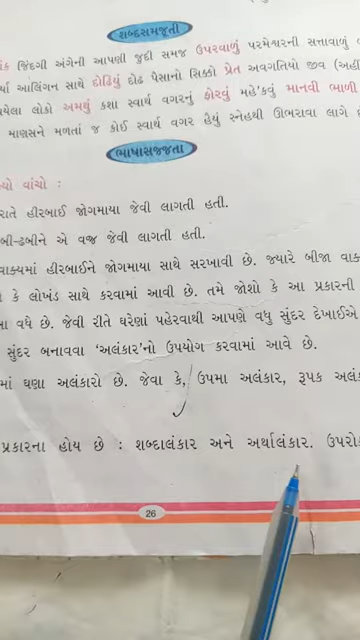 શબ્દસમજૂતી
જિંદગી અંગેની આપણી જુદી સમજ ઉપરવાળું પરમેશ્વરની સત્તાવાળું
આલિંગન સાથે દોઢિયું દોઢ પૈસાનો સિક્કો પ્રેત અવગતિયો જીવ
લોકો અમથું કશા સ્વાર્થ વગરનું ફોરવું મહેકવું માનવી ભાળી
માણસને મળતાં જ કોઈ સ્વાર્થ વગર હૈયું સ્નેહથી ઊભરાવા લાગે
ભાષાસજ્જતા
વાંચો :
રાતે હીરબાઈ જોગમાયા જેવી લાગતી હતી.
એ વજ્ર જેવી લાગતી હતી.
વાક્યમાં હીરબાઈને જોગમાયા સાથે સરખાવી છે. જ્યારે બીજા
કે લોખંડ સાથે કરવામાં આવી છે. તમે જોશો કે આ પ્રકારની
વધે છે. જેવી રીતે ઘરેણાં પહેરવાથી આપણે વધુ સુંદર દેખાઈએ
સુંદર બનાવવા ‘અલંકાર’નો ઉપયોગ કરવામાં આવે છે.
ઘણા અલંકારો છે. જેવા કે, ઉપમા અલંકાર, રૂપક
પ્રકારના હોય છે : શબ્દાલંકાર અને અર્થાલંકાર.
26